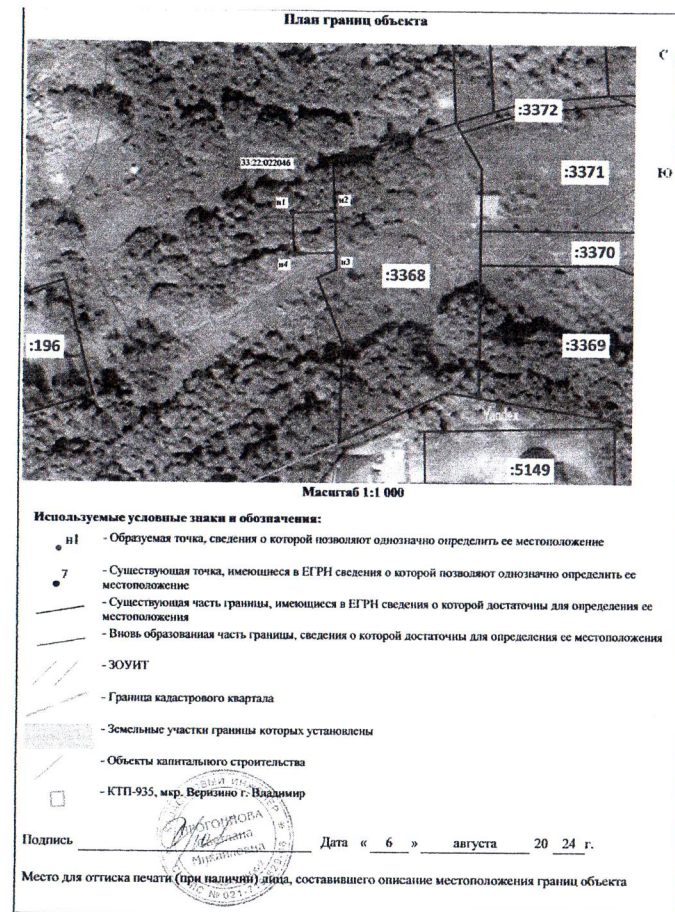 План границ объекта
С
:3372
33:22:022046
:3371
Ю
н1
н2
:3370
н4
н3
:3368
:196
:3369
Yandex
:5149
Масштаб 1:1 000
Используемые условные знаки и обозначения:
н1 - Образуемая точка, сведения о которой позволяют однозначно определить ее местоположение
7 - Существующая точка, имеющиеся в ЕГРН сведения о которой позволяют однозначно определить ее
местоположение
- Существующая часть границы, имеющиеся в ЕГРН сведения о которой достаточны для определения ее
местоположения
- Вновь образованная часть границы, сведения о которой достаточны для определения ее местоположения
- ЗОУИТ
- Граница кадастрового квартала
- Земельные участки границы которых установлены
- Объекты капитального строительства
- КТП-935, мкр. Веризино г. Владимир
Подпись Дата « 6 » августа 20 24 г.
Михайловна
Место для оттиска печати (при наличии) лица, составившего описание местоположения границ объекта